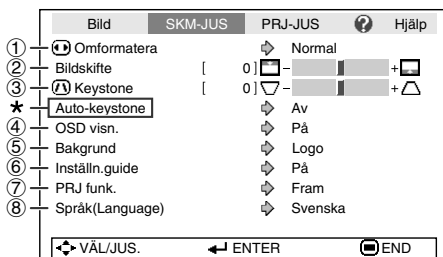 Bild SKM-JUS PRJ-JUS ? Hjälp
① Omformatera Normal
② Bildskifte [ 0 ] − +
③ Keystone [ 0 ] − +
* Auto-keystone Av
④ OSD visn. På
⑤ Bakgrund Logo
⑥ Inställn.guide På
⑦ PRJ funk. Fram
⑧ Språk(Language) Svenska
VÄL/JUS. ENTER END